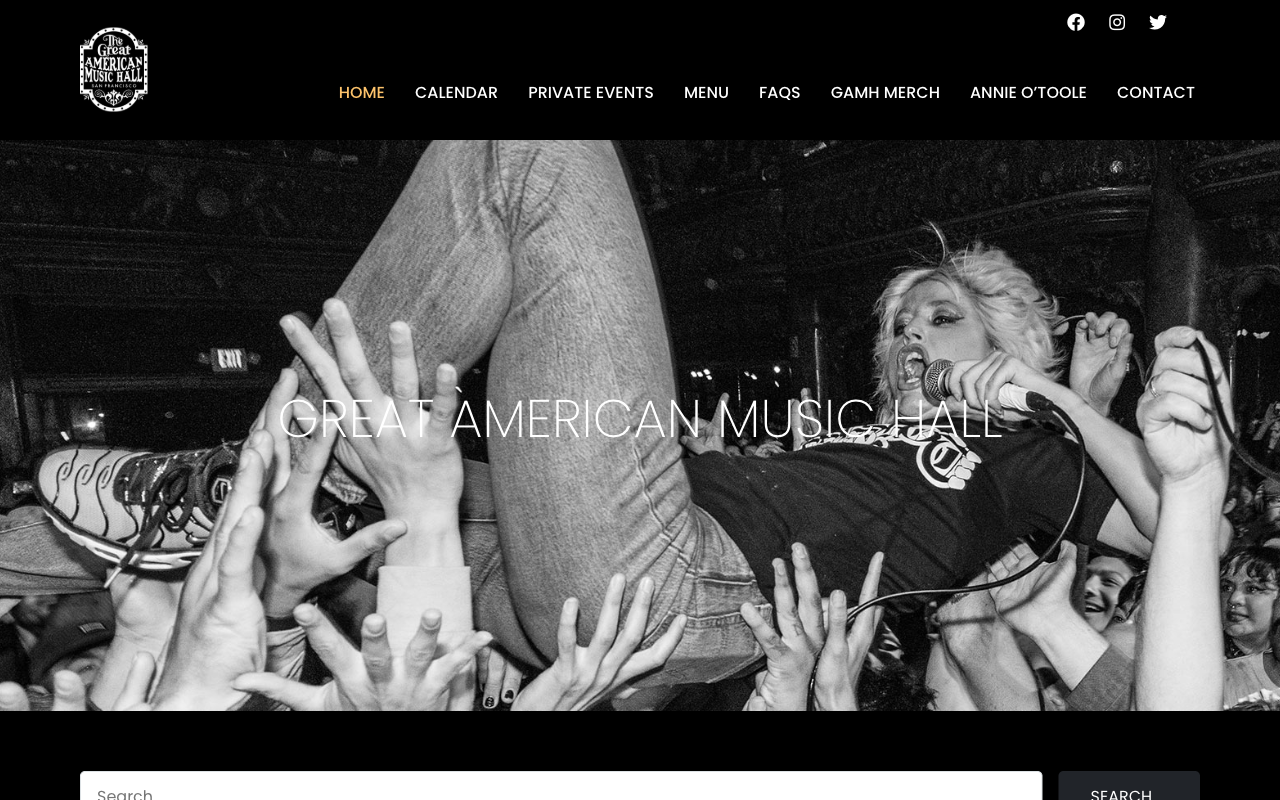 The
Great
AMERICAN
MUSIC HALL
SAN FRANCISCO
HOME CALENDAR PRIVATE EVENTS MENU FAQS GAMH MERCH ANNIE O’TOOLE CONTACT
EXIT
GREAT AMERICAN MUSIC HALL
Search
SEARCH